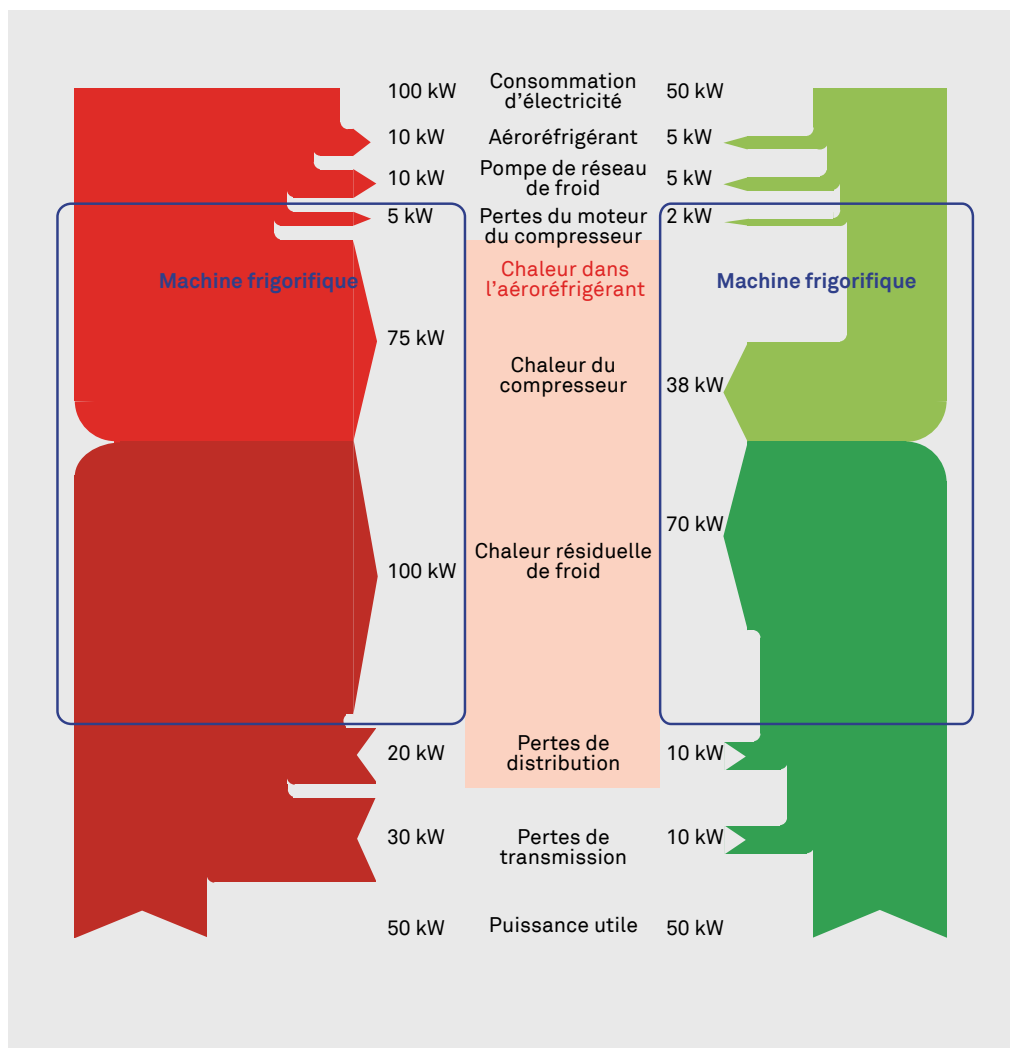 100 kW Consommation d'électricité 50 kW
10 kW Aéroréfrigérant 5 kW
10 kW Pompe de réseau de froid 5 kW
5 kW Pertes du moteur du compresseur 2 kW
Machine frigorifique
Chaleur dans
l'aéroréfrigérant
Machine frigorifique
75 kW
Chaleur du
compresseur
38 kW
70 kW
Chaleur résiduelle
de froid
100 kW
20 kW Pertes de distribution 10 kW
30 kW Pertes de transmission 10 kW
50 kW Puissance utile 50 kW